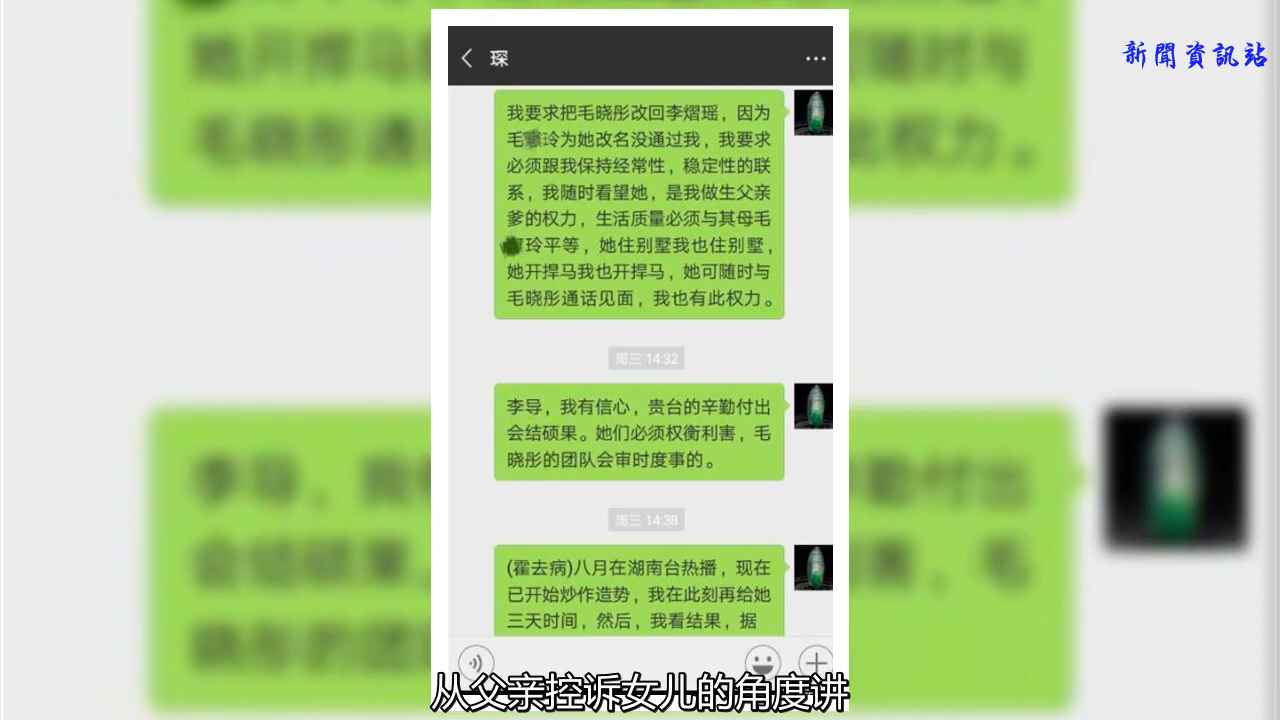 新聞資訊站
琛
我要求把毛晓彤改回李熠瑶，因为
毛玲为她改名没通过我，我要求
必须跟我保持经常性，稳定性的联
系，我随时看望她，是我做生父亲
爹的权力，生活质量必须与其母毛
玲平等，她住别墅我也住别墅，
她开捍马我也开捍马，她可随时与
毛晓彤通话见面，我也有此权力。
周三 14:32
李导，我有信心，贵台的辛勤付出
会结硕果。她们必须权衡利害，毛
晓彤的团队会审时度事的。
周三 14:38
(霍去病)八月在湖南台热播，现在
已开始炒作造势，我在此刻再给她
三天时间，然后，我看结果，据
从父亲控诉女儿的角度讲